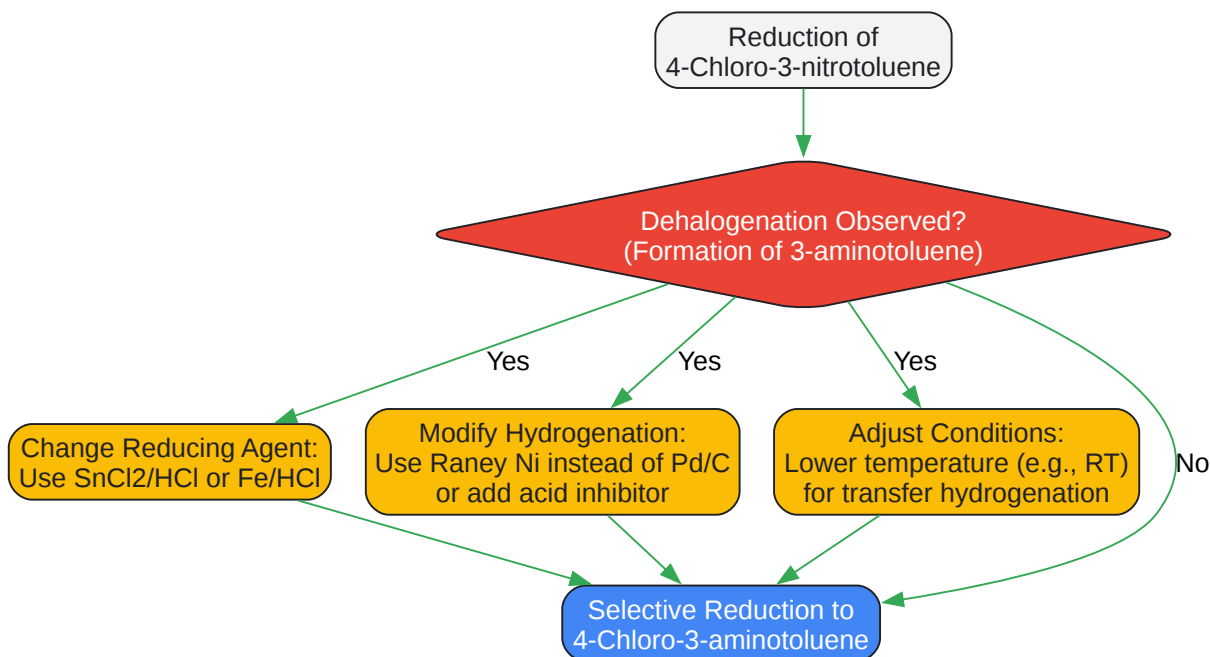 Reduction of
4-Chloro-3-nitrotoluene
Dehalogenation Observed?
(Formation of 3-aminotoluene)
Yes
Yes
Yes
No
Change Reducing Agent:
Use SnCl2/HCl or Fe/HCl
Modify Hydrogenation:
Use Raney Ni instead of Pd/C
or add acid inhibitor
Adjust Conditions:
Lower temperature (e.g., RT)
for transfer hydrogenation
Selective Reduction to
4-Chloro-3-aminotoluene